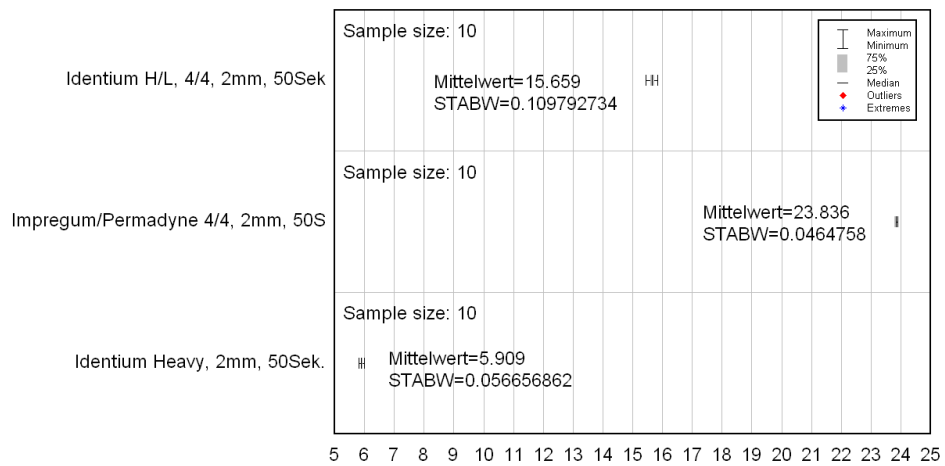 Sample size: 10
Identium H/L, 4/4, 2mm, 50Sek
Mittelwert=15.659
STABW=0.109792734
Maximum
Minimum
75%
25%
Median
Outliers
Extremes
Sample size: 10
Impregum/Permadyne 4/4, 2mm, 50S
Mittelwert=23.836
STABW=0.0464758
Sample size: 10
Identium Heavy, 2mm, 50Sek.
Mittelwert=5.909
STABW=0.056656862
5 6 7 8 9 10 11 12 13 14 15 16 17 18 19 20 21 22 23 24 25